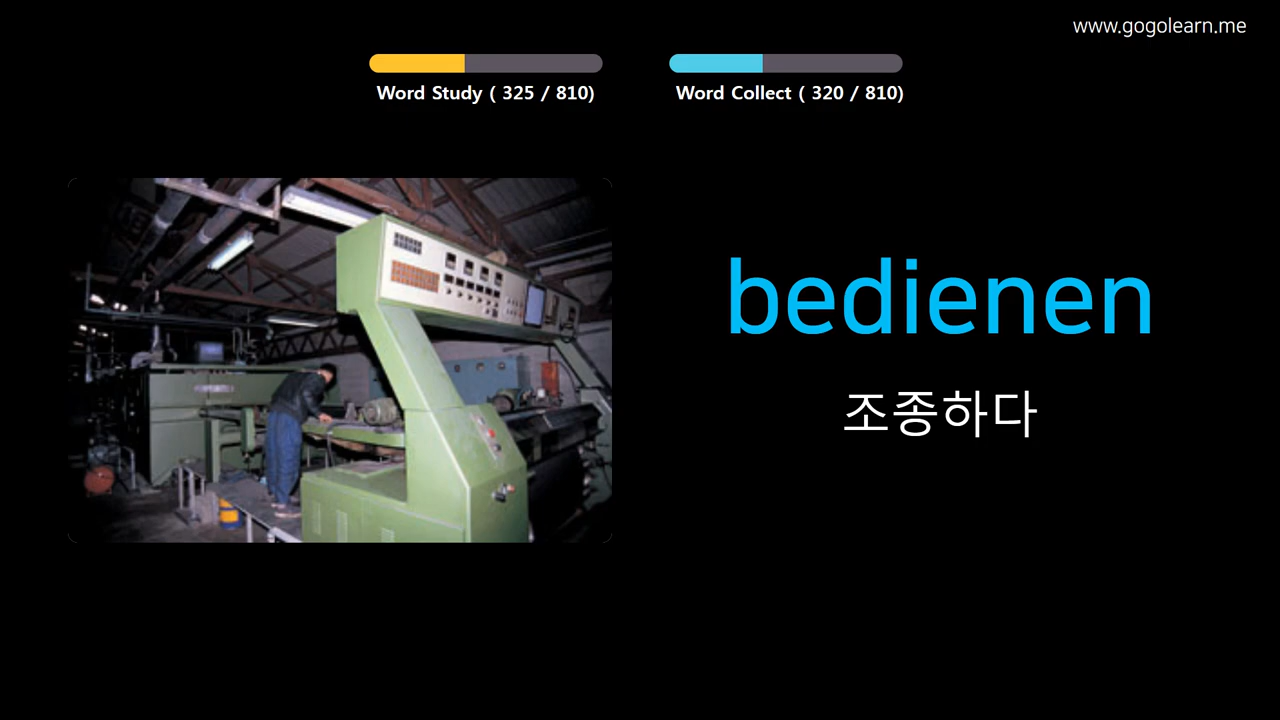 www.gogolearn.me
Word Study ( 325 / 810)
Word Collect ( 320 / 810)
bedienen
조종하다